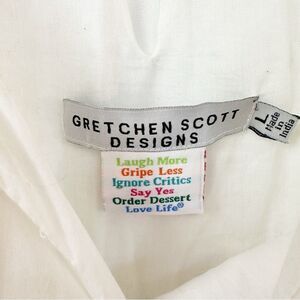 GRETCHEN SCOTT
DESIGNS
L
Made
in
India
Laugh More
Gripe Less
Ignore Critics
Say Yes
Order Dessert
Love Life®